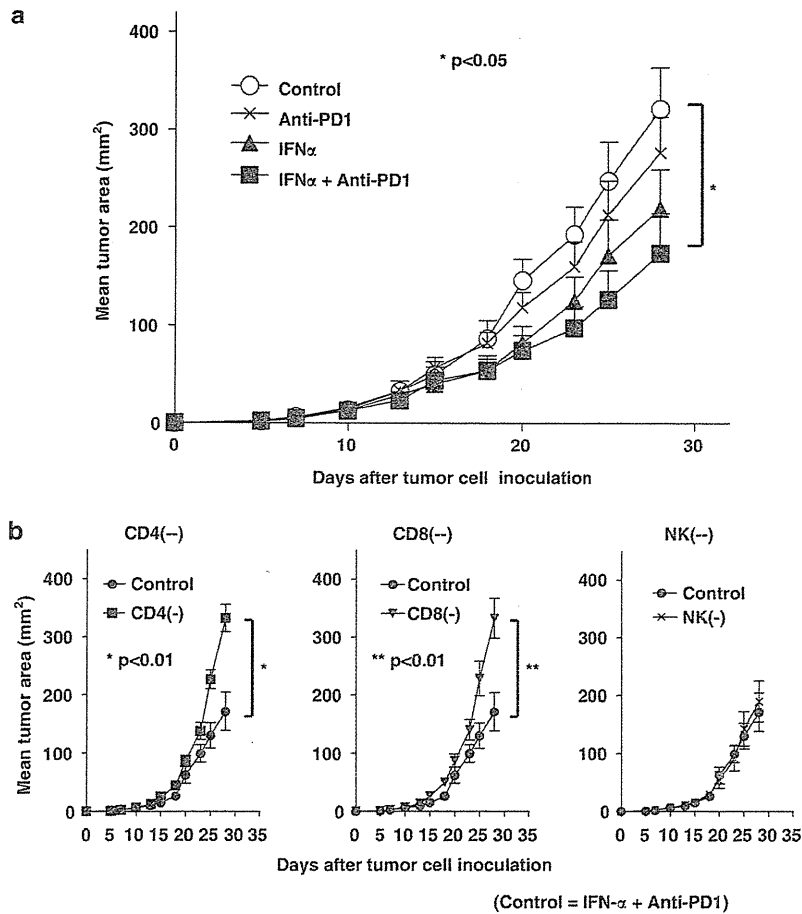 a
400
300
200
100
0
Mean tumor area (mm²)
* p<0.05
Control
Anti-PD1
IFNα
IFNα + Anti-PD1
*
0 10 20 30
Days after tumor cell inoculation
b
CD4(--)
400
300
200
100
0
Mean tumor area (mm²)
Control
CD4(-)
* p<0.01
*
0 5 10 15 20 25 30 35
CD8(--)
400
300
200
100
0
Control
CD8(-)
** p<0.01
**
0 5 10 15 20 25 30 35
NK(--)
400
300
200
100
0
Control
NK(-)
0 5 10 15 20 25 30 35
Days after tumor cell inoculation
(Control = IFN-α + Anti-PD1)